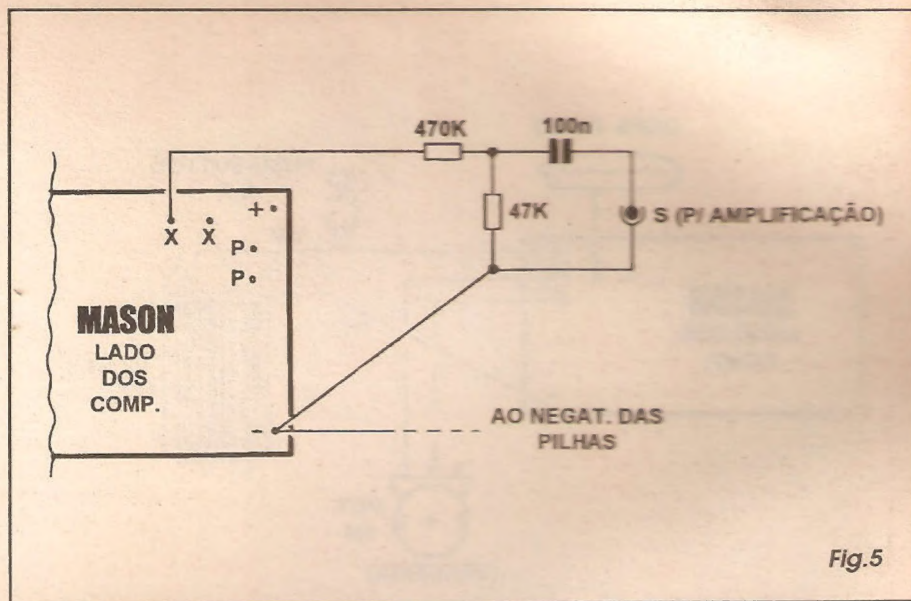 470K
100n
47K
S (P/ AMPLIFICAÇÃO)
X X
+
P
P
MASON
LADO
DOS
COMP.
-
AO NEGAT. DAS
PILHAS
Fig.5